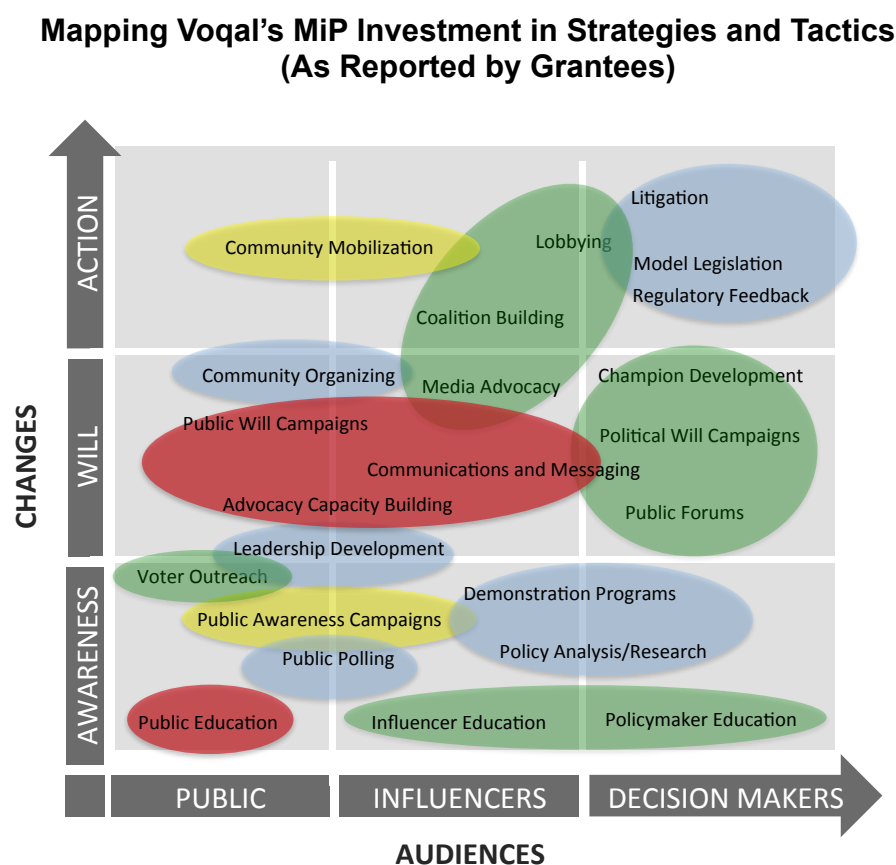 Mapping Voqal's MiP Investment in Strategies and Tactics
(As Reported by Grantees)
CHANGES
ACTION
Community Mobilization
Lobbying
Coalition Building
Litigation
Model Legislation
Regulatory Feedback
WILL
Community Organizing
Media Advocacy
Champion Development
Public Will Campaigns
Political Will Campaigns
Communications and Messaging
Advocacy Capacity Building
Public Forums
Leadership Development
AWARENESS
Voter Outreach
Demonstration Programs
Public Awareness Campaigns
Public Polling
Policy Analysis/Research
Public Education
Influencer Education
Policymaker Education
PUBLIC
INFLUENCERS
DECISION MAKERS
AUDIENCES